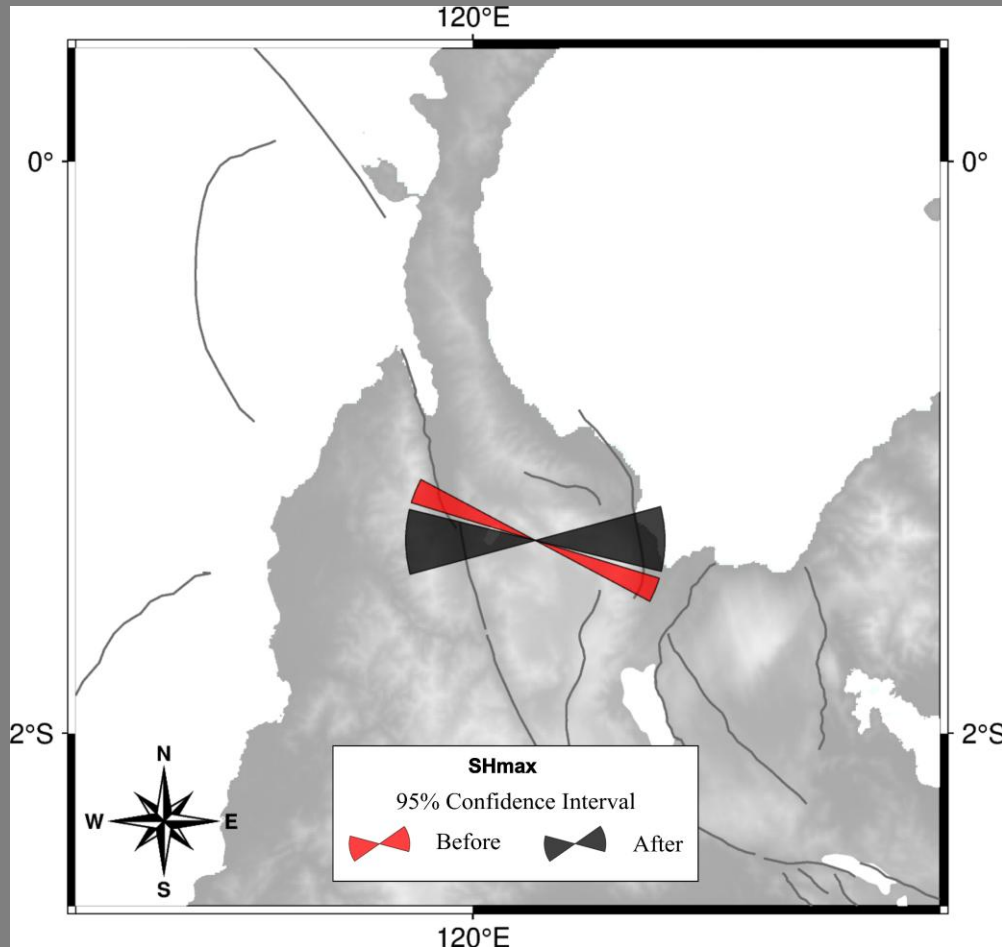 120°E
0°
0°
2°S
2°S
SHmax
95% Confidence Interval
Before
After
N
W
E
S
120°E